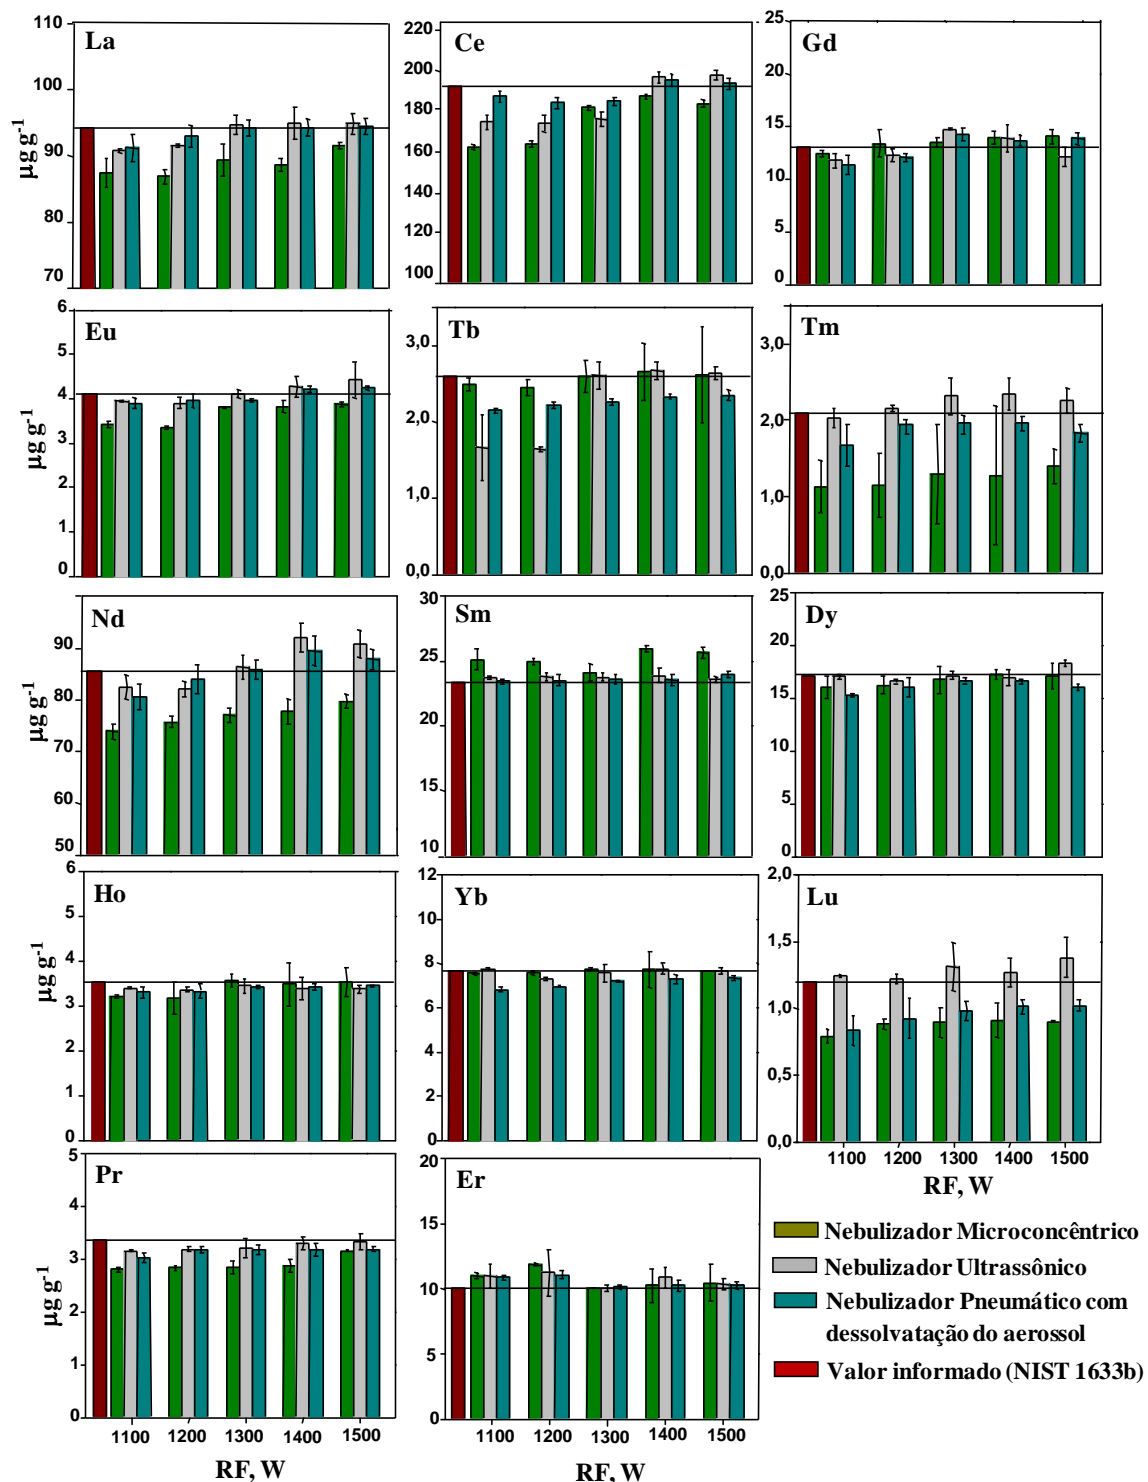 110
100
90
80
70
µg g-1
La
220
200
180
160
140
120
100
Ce
25
20
15
10
5
0
Gd
6
5
4
3
2
1
0
µg g-1
Eu
3,0
2,0
1,0
0,0
Tb
3,0
2,0
1,0
0,0
Tm
90
80
70
60
50
µg g-1
Nd
30
25
20
15
10
Sm
25
20
15
10
5
0
Dy
6
5
4
3
2
1
0
µg g-1
Ho
12
10
8
6
4
2
0
Yb
2,0
1,5
1,0
0,5
0,0
Lu
1100 1200 1300 1400 1500
RF, W
5
4
3
2
1
0
µg g-1
Pr
1100 1200 1300 1400 1500
RF, W
20
15
10
5
0
Er
1100 1200 1300 1400 1500
RF, W
Nebulizador Microconcêntrico
Nebulizador Ultrassônico
Nebulizador Pneumático com
dessolvatação do aerossol
Valor informado (NIST 1633b)